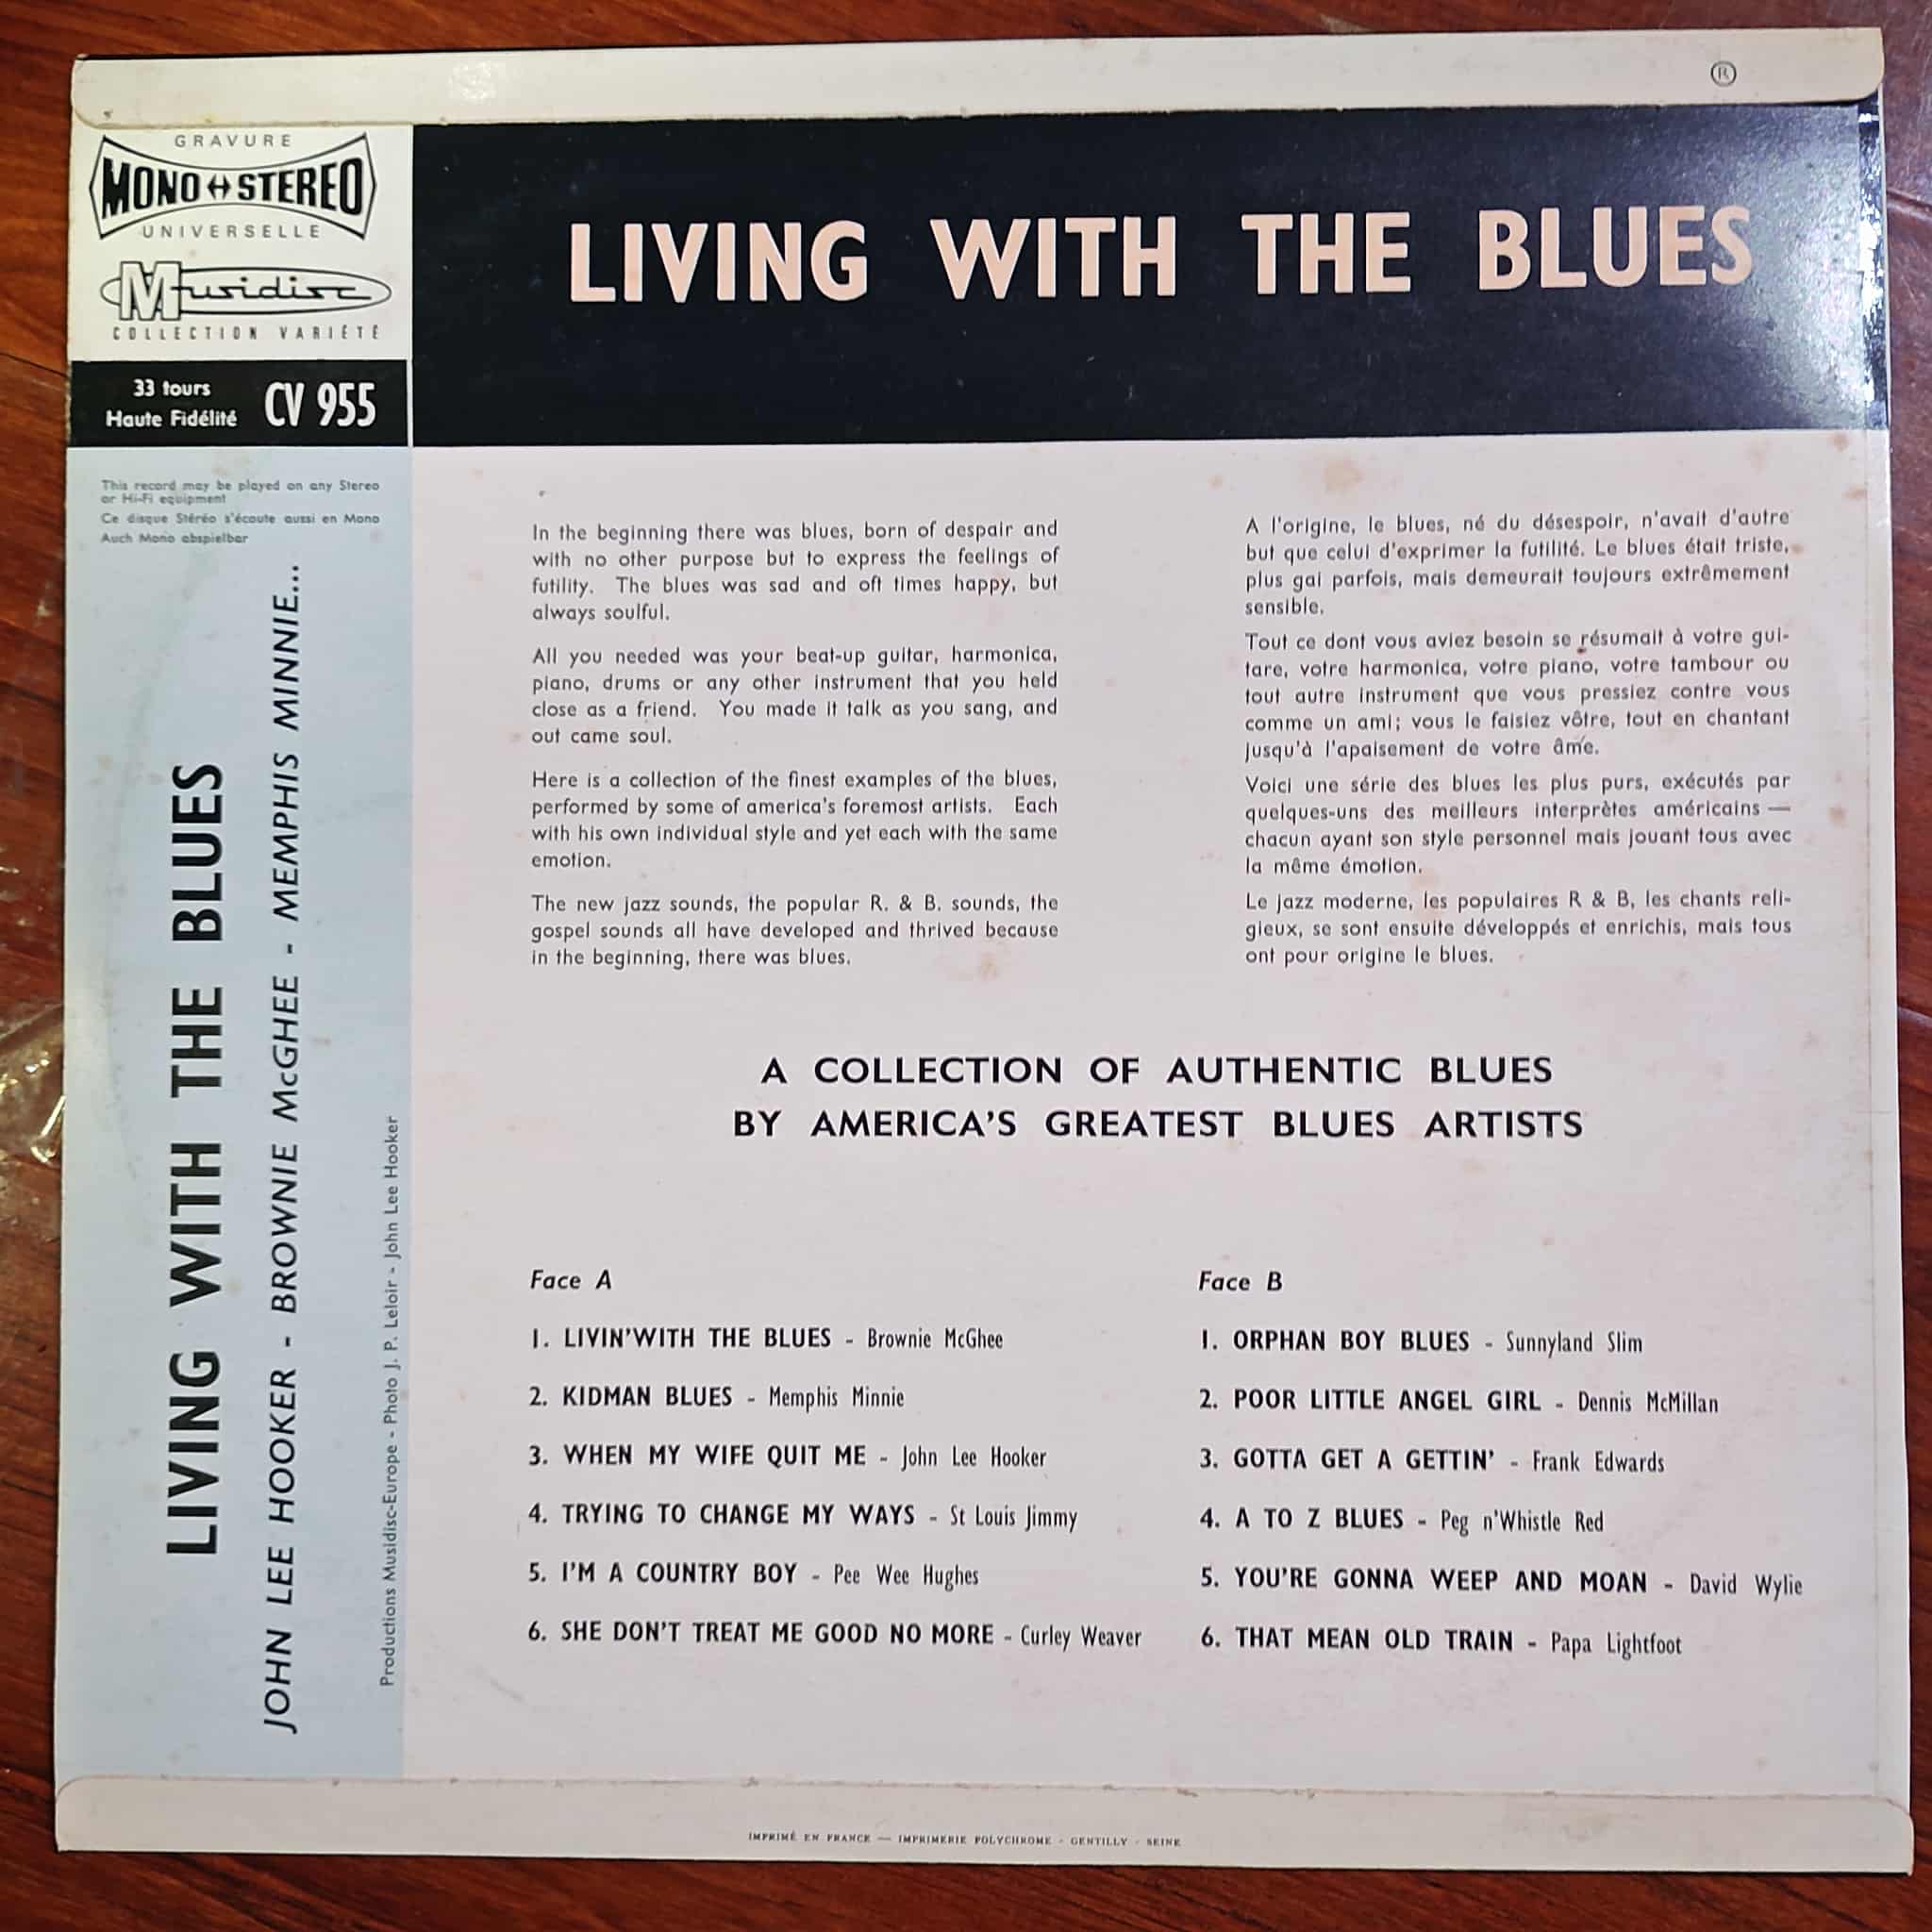 ®
GRAVURE
MONO ↔ STEREO
UNIVERSELLE
Musidisc
COLLECTION VARIÉTÉ
33 tours
Haute Fidélité
CV 955
This record may be played on any Stereo
or Hi-Fi equipment
Ce disque Stéréo s'écoute aussi en Mono
Auch Mono abspielbar
LIVING WITH THE BLUES
JOHN LEE HOOKER - BROWNIE McGHEE - MEMPHIS MINNIE...
Productions Musidisc-Europe - Photo J. P. Leloir - John Lee Hooker
LIVING WITH THE BLUES
In the beginning there was blues, born of despair and
with no other purpose but to express the feelings of
futility. The blues was sad and oft times happy, but
always soulful.
All you needed was your beat-up guitar, harmonica,
piano, drums or any other instrument that you held
close as a friend. You made it talk as you sang, and
out came soul.
Here is a collection of the finest examples of the blues,
performed by some of america's foremost artists. Each
with his own individual style and yet each with the same
emotion.
The new jazz sounds, the popular R. & B. sounds, the
gospel sounds all have developed and thrived because
in the beginning, there was blues.
A l'origine, le blues, né du désespoir, n'avait d'autre
but que celui d'exprimer la futilité. Le blues était triste,
plus gai parfois, mais demeurait toujours extrêmement
sensible.
Tout ce dont vous aviez besoin se résumait à votre gui-
tare, votre harmonica, votre piano, votre tambour ou
tout autre instrument que vous pressiez contre vous
comme un ami; vous le faisiez vôtre, tout en chantant
jusqu'à l'apaisement de votre âme.
Voici une série des blues les plus purs, exécutés par
quelques-uns des meilleurs interprètes américains —
chacun ayant son style personnel mais jouant tous avec
la même émotion.
Le jazz moderne, les populaires R & B, les chants reli-
gieux, se sont ensuite développés et enrichis, mais tous
ont pour origine le blues.
A COLLECTION OF AUTHENTIC BLUES
BY AMERICA'S GREATEST BLUES ARTISTS
Face A
1. LIVIN'WITH THE BLUES - Brownie McGhee
2. KIDMAN BLUES - Memphis Minnie
3. WHEN MY WIFE QUIT ME - John Lee Hooker
4. TRYING TO CHANGE MY WAYS - St Louis Jimmy
5. I'M A COUNTRY BOY - Pee Wee Hughes
6. SHE DON'T TREAT ME GOOD NO MORE - Curley Weaver
Face B
1. ORPHAN BOY BLUES - Sunnyland Slim
2. POOR LITTLE ANGEL GIRL - Dennis McMillan
3. GOTTA GET A GETTIN' - Frank Edwards
4. A TO Z BLUES - Peg n'Whistle Red
5. YOU'RE GONNA WEEP AND MOAN - David Wylie
6. THAT MEAN OLD TRAIN - Papa Lightfoot
IMPRIMÉ EN FRANCE — IMPRIMERIE POLYCHROME - GENTILLY - SEINE